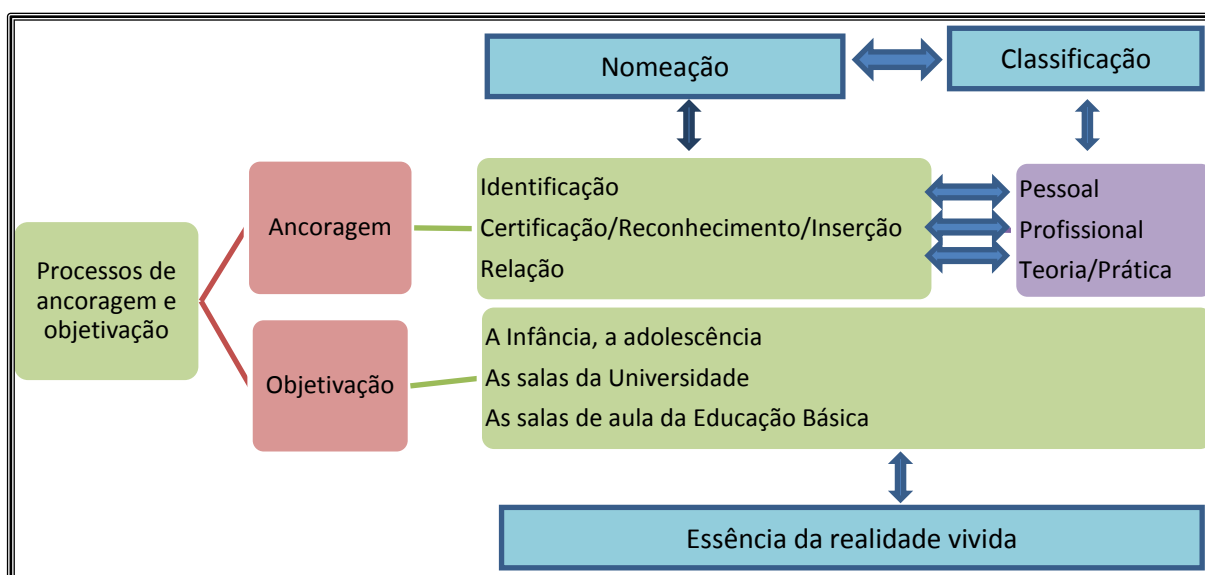 Nomeação
Classificação
Processos de
ancoragem e
objetivação
Ancoragem
Identificação
Certificação/Reconhecimento/Inserção
Relação
Pessoal
Profissional
Teoria/Prática
Objetivação
A Infância, a adolescência
As salas da Universidade
As salas de aula da Educação Básica
Essência da realidade vivida